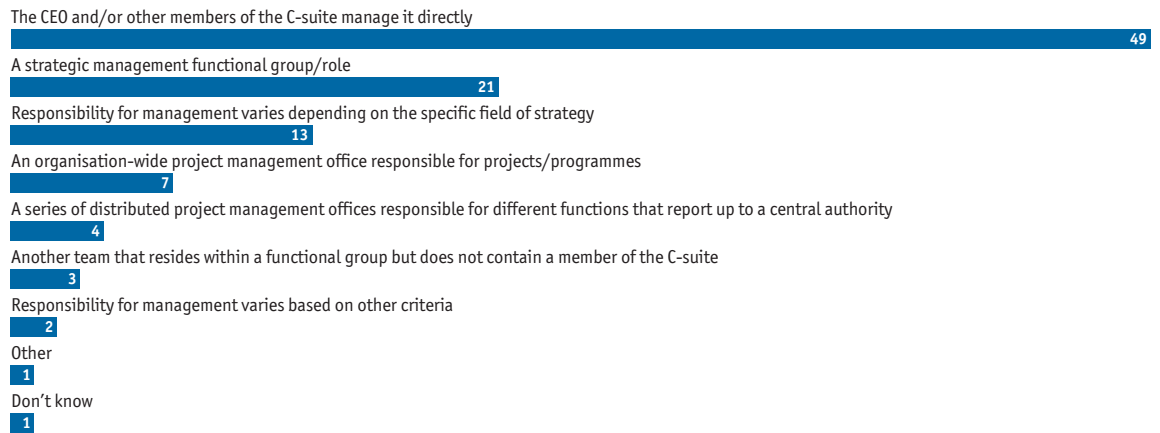 The CEO and/or other members of the C-suite manage it directly
49
A strategic management functional group/role
21
Responsibility for management varies depending on the specific field of strategy
13
An organisation-wide project management office responsible for projects/programmes
7
A series of distributed project management offices responsible for different functions that report up to a central authority
4
Another team that resides within a functional group but does not contain a member of the C-suite
3
Responsibility for management varies based on other criteria
2
Other
1
Don’t know
1